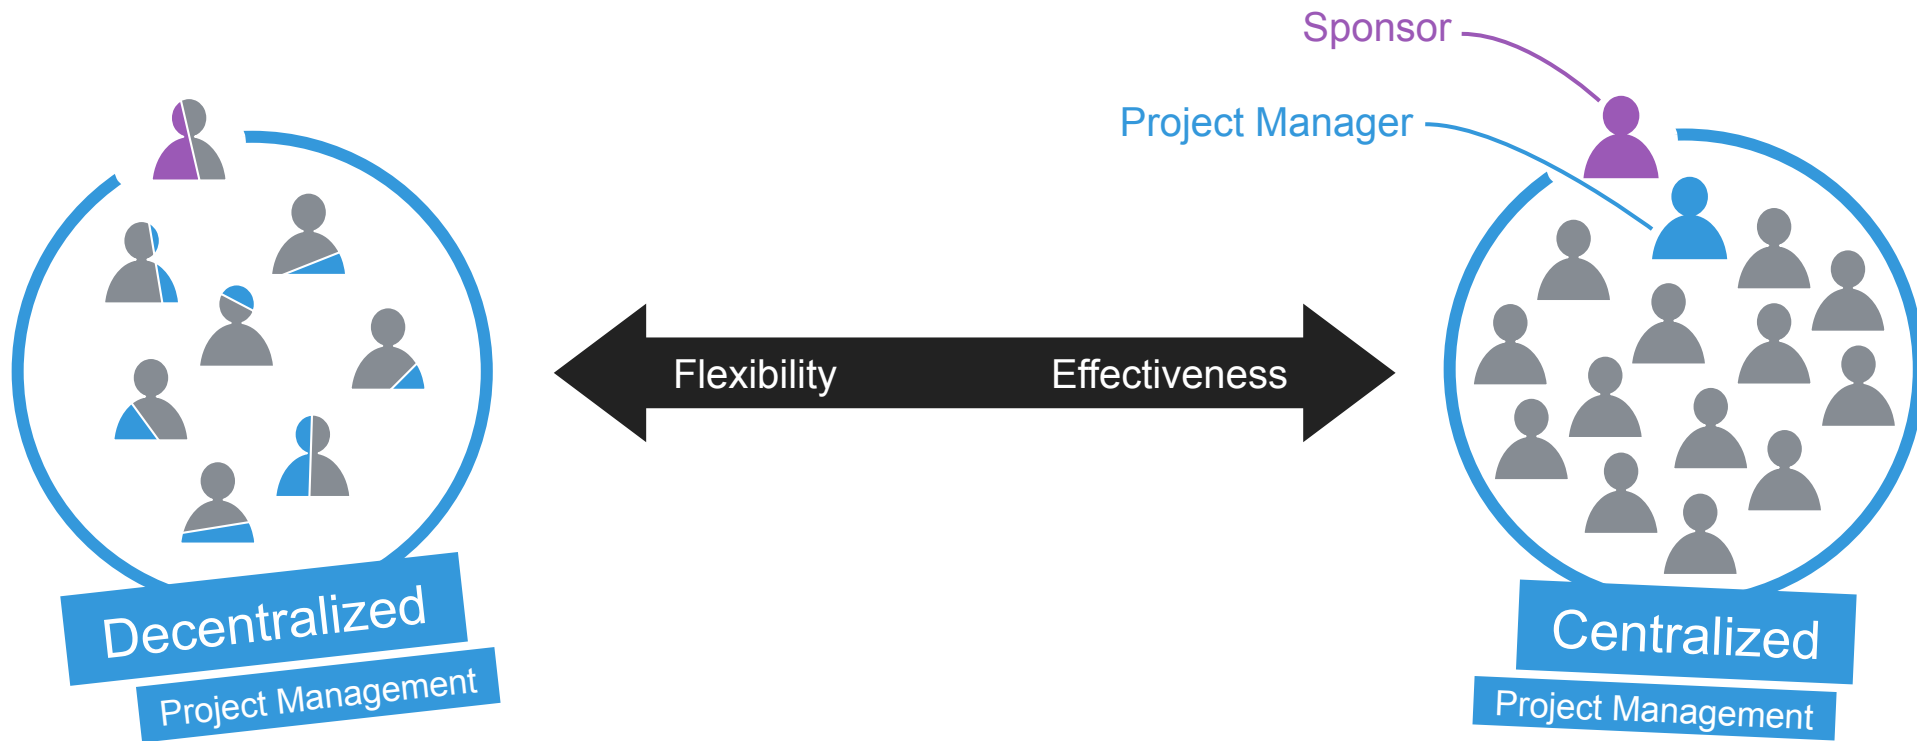 Sponsor
Project Manager
Flexibility
Effectiveness
Decentralized
Project Management
Centralized
Project Management